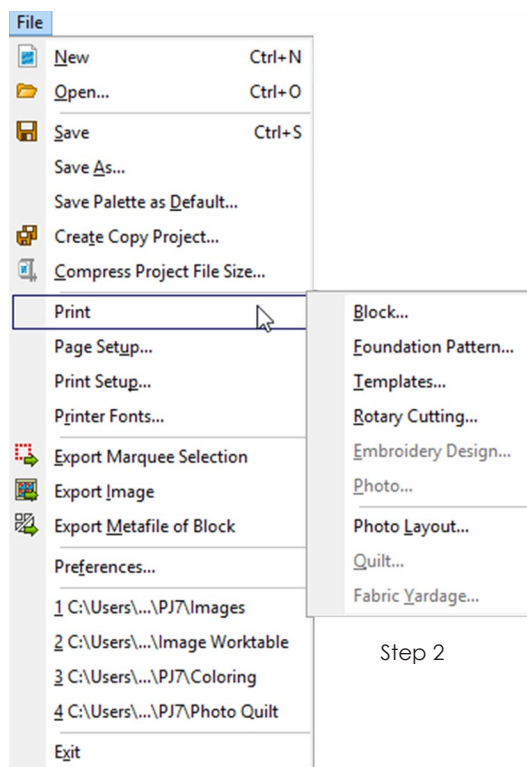 File
New Ctrl+N
Open... Ctrl+O
Save Ctrl+S
Save As...
Save Palette as Default...
Create Copy Project...
Compress Project File Size...
Print
Page Setup...
Print Setup...
Printer Fonts...
Export Marquee Selection
Export Image
Export Metafile of Block
Preferences...
1 C:\Users\...\PJ7\Images
2 C:\Users\...\Image Worktable
3 C:\Users\...\PJ7\Coloring
4 C:\Users\...\PJ7\Photo Quilt
Exit
Block...
Foundation Pattern...
Templates...
Rotary Cutting...
Embroidery Design...
Photo...
Photo Layout...
Quilt...
Fabric Yardage...
Step 2